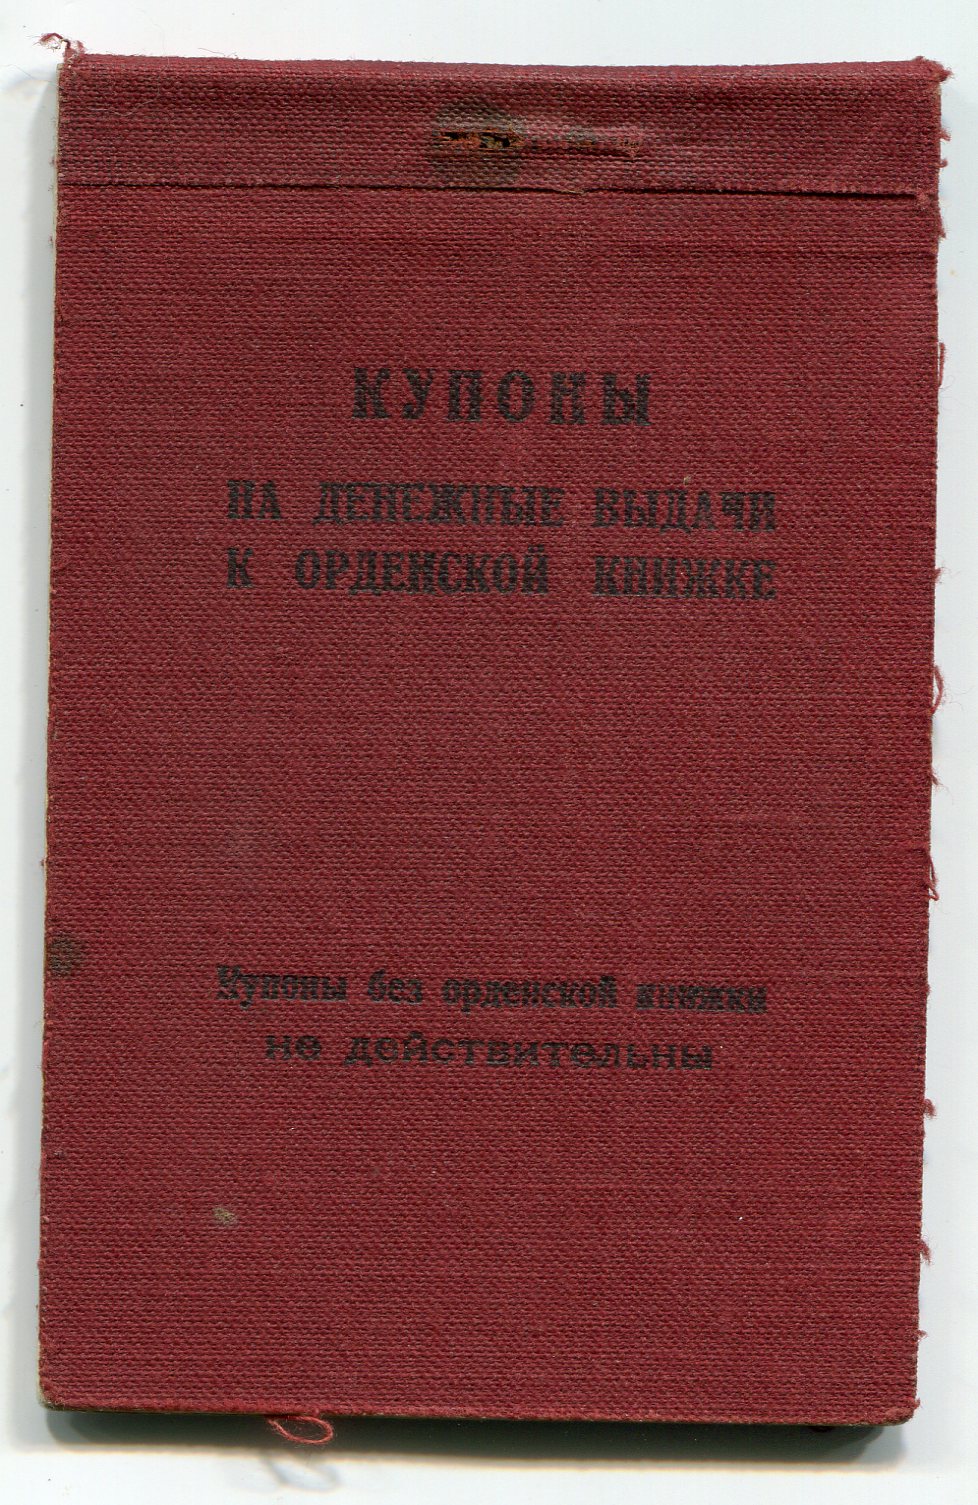 КУПОНЫ
НА ДЕНЕЖНЫЕ ВЫДАЧИ
К ОРДЕНСКОЙ КНИЖКЕ
Купоны без орденской книжки
не действительны